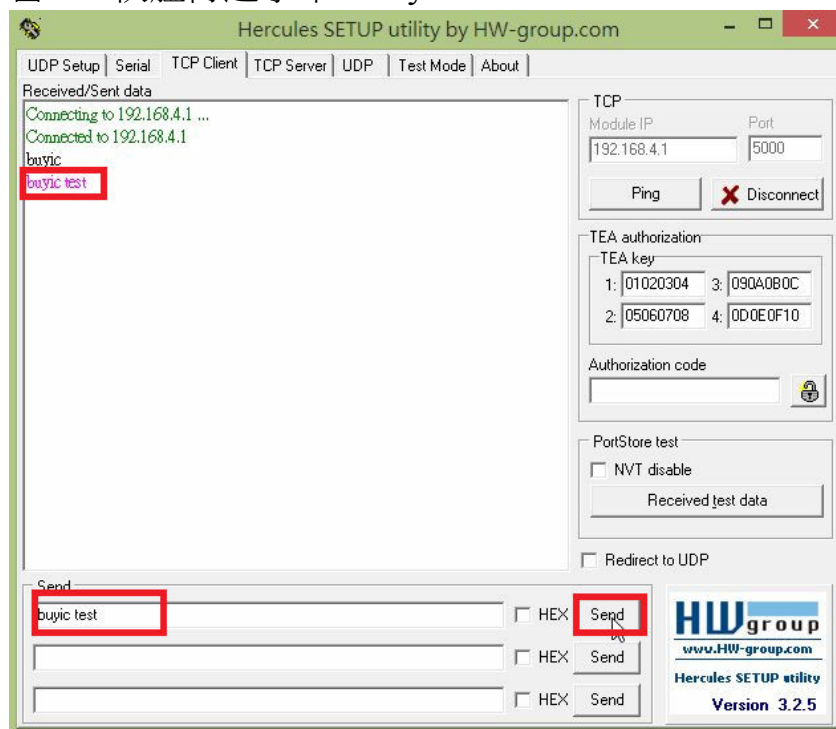 Hercules SETUP utility by HW-group.com
UDP Setup Serial TCP Client TCP Server UDP Test Mode About
Received/Sent data
Connecting to 192.168.4.1 ...
Connected to 192.168.4.1
buyic
buyic test
TCP
Module IP Port
192.168.4.1 5000
Ping Disconnect
TEA authorization
TEA key
1: 01020304 3: 090A0B0C
2: 05060708 4: 0D0E0F10
Authorization code
PortStore test
NVT disable
Received test data
Redirect to UDP
Send
buyic test HEX Send
HEX Send
HEX Send
HWgroup
www.HW-group.com
Hercules SETUP utility
Version 3.2.5